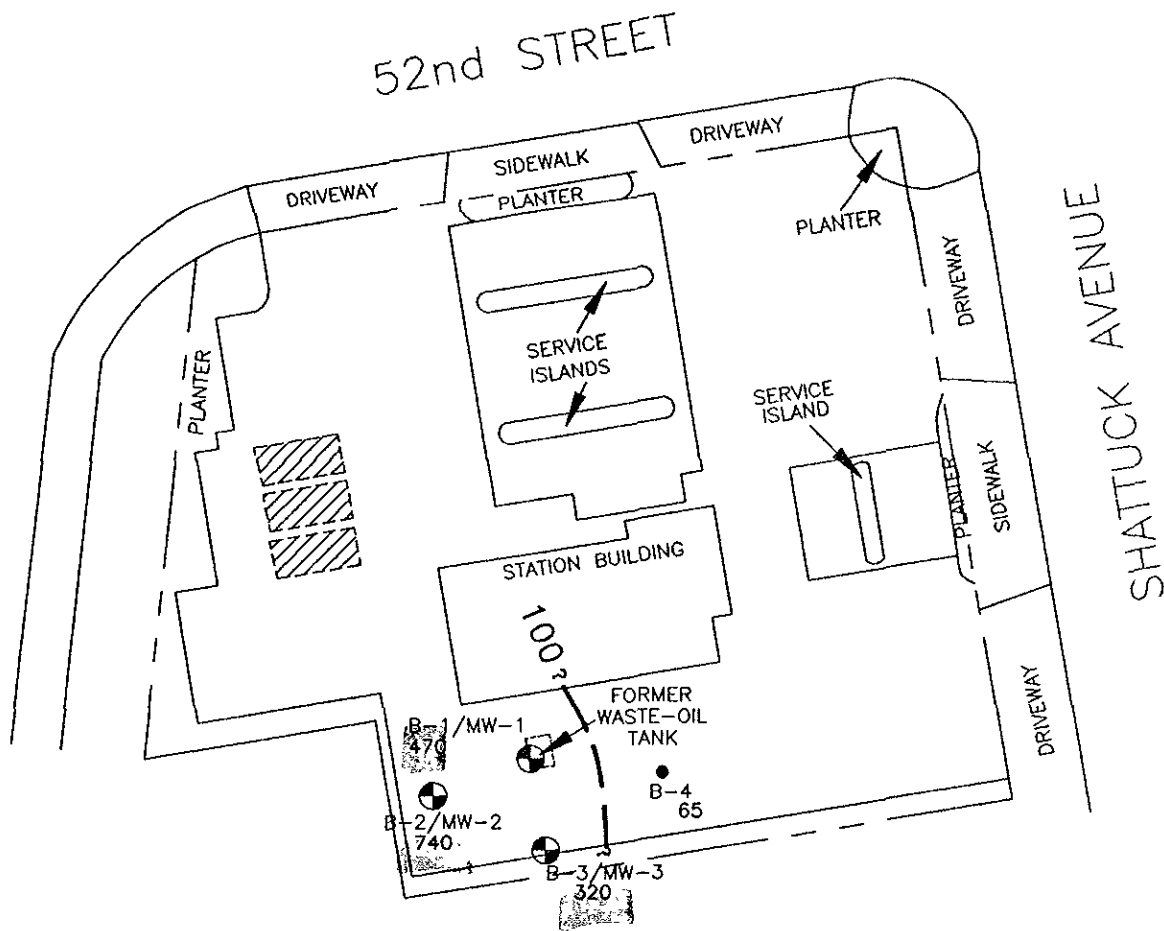 52nd STREET
DRIVEWAY
SIDEWALK
DRIVEWAY
PLANTER
PLANTER
DRIVEWAY
SHATTUCK AVENUE
PLANTER
SERVICE
ISLANDS
SERVICE
ISLAND
PLANTER
SIDEWALK
STATION BUILDING
100
?
FORMER
WASTE-OIL
TANK
DRIVEWAY
B-1/MW-1
470
B-4
65
B-2/MW-2
740
?
B-3/MW-3
320